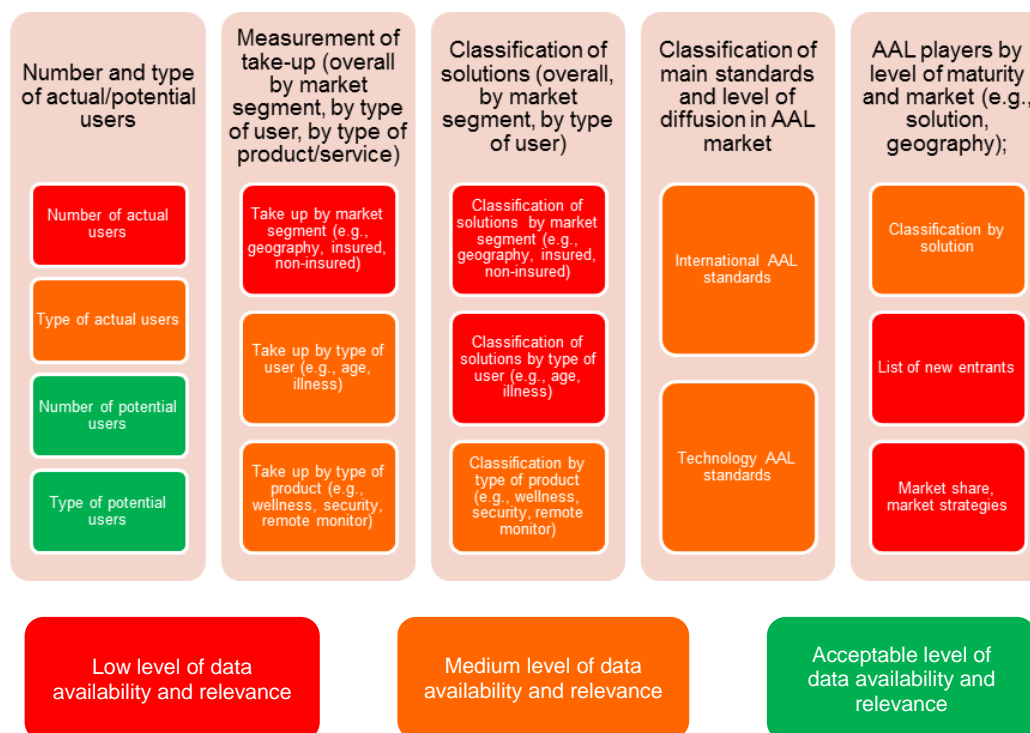 Number and type
of actual/potential
users
Number of actual
users
Type of actual users
Number of potential
users
Type of potential
users
Measurement of
take-up (overall
by market
segment, by type
of user, by type of
product/service)
Take up by market
segment (e.g.,
geography, insured,
non-insured)
Take up by type of
user (e.g., age,
illness)
Take up by type of
product (e.g.,
wellness, security,
remote monitor)
Classification of
solutions (overall,
by market
segment, by type
of user)
Classification of
solutions by market
segment (e.g.,
geography, insured,
non-insured)
Classification of
solutions by type of
user (e.g., age,
illness)
Classification by
type of product
(e.g., wellness,
security, remote
monitor)
Classification of
main standards
and level of
diffusion in AAL
market
International AAL
standards
Technology AAL
standards
AAL players by
level of maturity
and market (e.g.,
solution,
geography);
Classification by
solution
List of new entrants
Market share,
market strategies
Low level of data
availability and relevance
Medium level of data
availability and relevance
Acceptable level of
data availability and
relevance